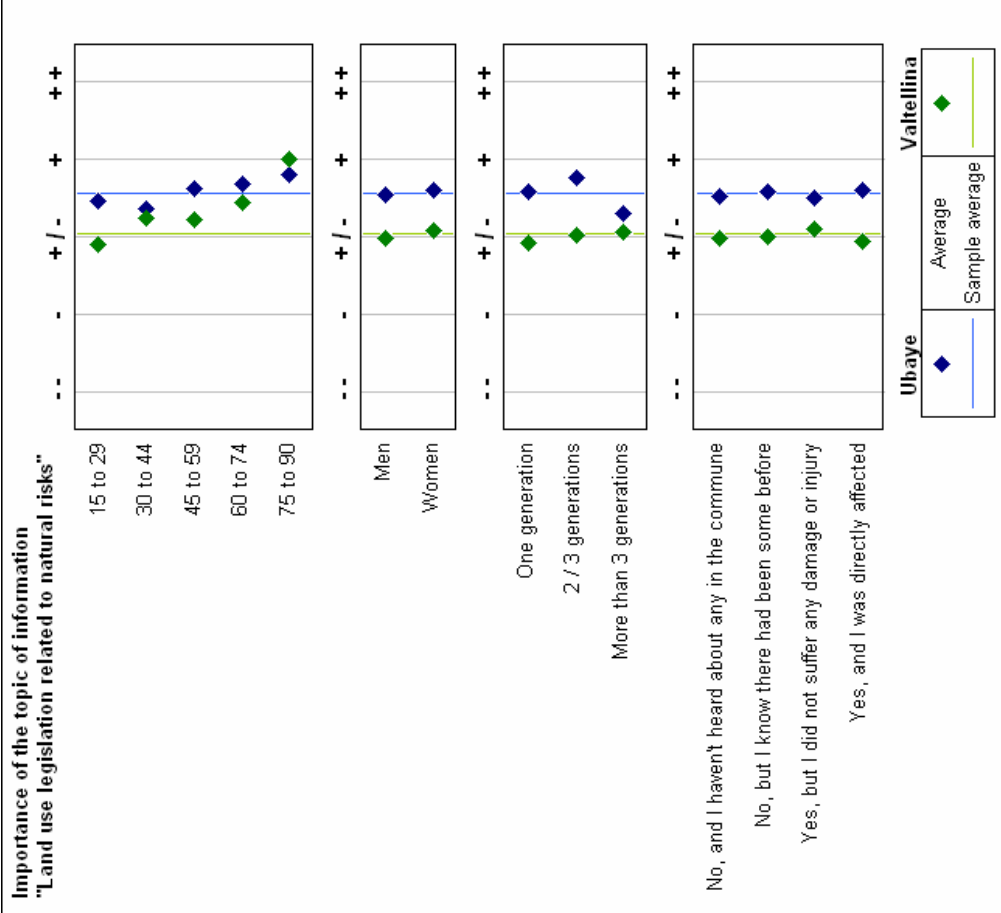 Importance of the topic of information
"Land use legislation related to natural risks"
- - - + / - + + +
15 to 29
30 to 44
45 to 59
60 to 74
75 to 90
- - - + / - + + +
Men
Women
- - - + / - + + +
One generation
2 / 3 generations
More than 3 generations
- - - + / - + + +
No, and I haven't heard about any in the commune
No, but I know there had been some before
Yes, but I did not suffer any damage or injury
Yes, and I was directly affected
Ubaye Valtellina
Average
Sample average